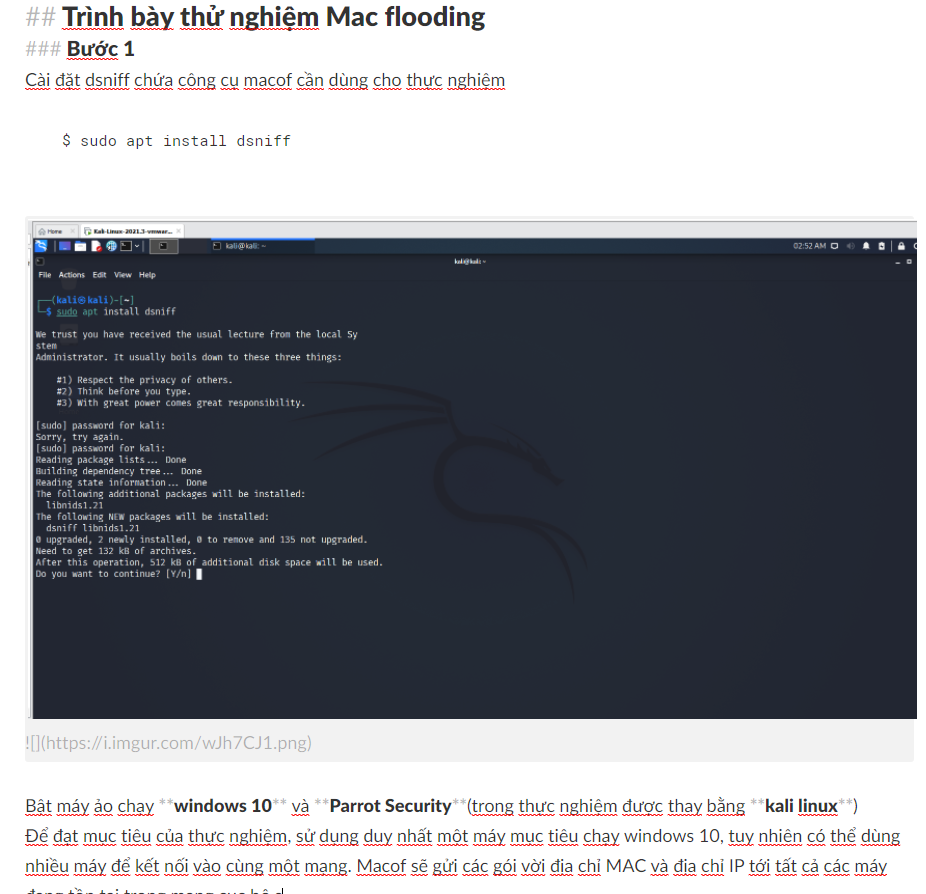 ## Trình bày thử nghiệm Mac flooding
### Bước 1
Cài đặt dsniff chứa công cụ macof cần dùng cho thực nghiệm
$ sudo apt install dsniff
Home
Kali-Linux-2021.3-vmwar...
kali@kali: ~
02:52 AM
kali@kali: ~
File Actions Edit View Help
(kali㉿kali)-[~]
$ sudo apt install dsniff
We trust you have received the usual lecture from the local Sy
stem
Administrator. It usually boils down to these three things:
#1) Respect the privacy of others.
#2) Think before you type.
#3) With great power comes great responsibility.
[sudo] password for kali:
Sorry, try again.
[sudo] password for kali:
Reading package lists... Done
Building dependency tree... Done
Reading state information... Done
The following additional packages will be installed:
libnids1.21
The following NEW packages will be installed:
dsniff libnids1.21
0 upgraded, 2 newly installed, 0 to remove and 135 not upgraded.
Need to get 132 kB of archives.
After this operation, 512 kB of additional disk space will be used.
Do you want to continue? [Y/n]
![](https://i.imgur.com/wJh7CJ1.png)
Bật máy ảo chạy **windows 10** và **Parrot Security**(trong thực nghiệm được thay bằng **kali linux**)
Để đạt mục tiêu của thực nghiệm, sử dụng duy nhất một máy mục tiêu chạy windows 10, tuy nhiên có thể dùng
nhiều máy để kết nối vào cùng một mạng. Macof sẽ gửi các gói vời địa chỉ MAC và địa chỉ IP tới tất cả các máy